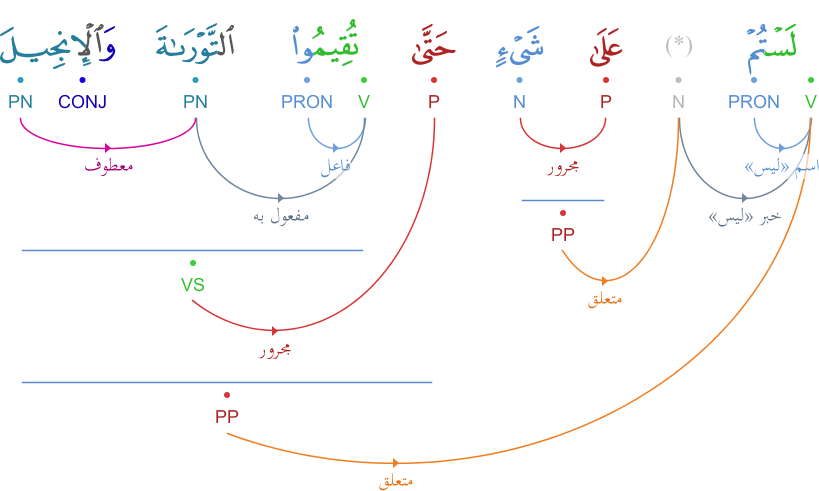 لَسْتُمْ (*) عَلَىٰ شَىْءٍ حَتَّىٰ تُقِيمُوا۟ ٱلتَّوْرَىٰةَ وَٱلْإِنجِيلَ
V PRON N P N P V PRON PN CONJ PN
اسم «ليس» مجرور فاعل معطوف
خبر «ليس» مفعول به
PP
VS
متعلق
مجرور
PP
متعلق